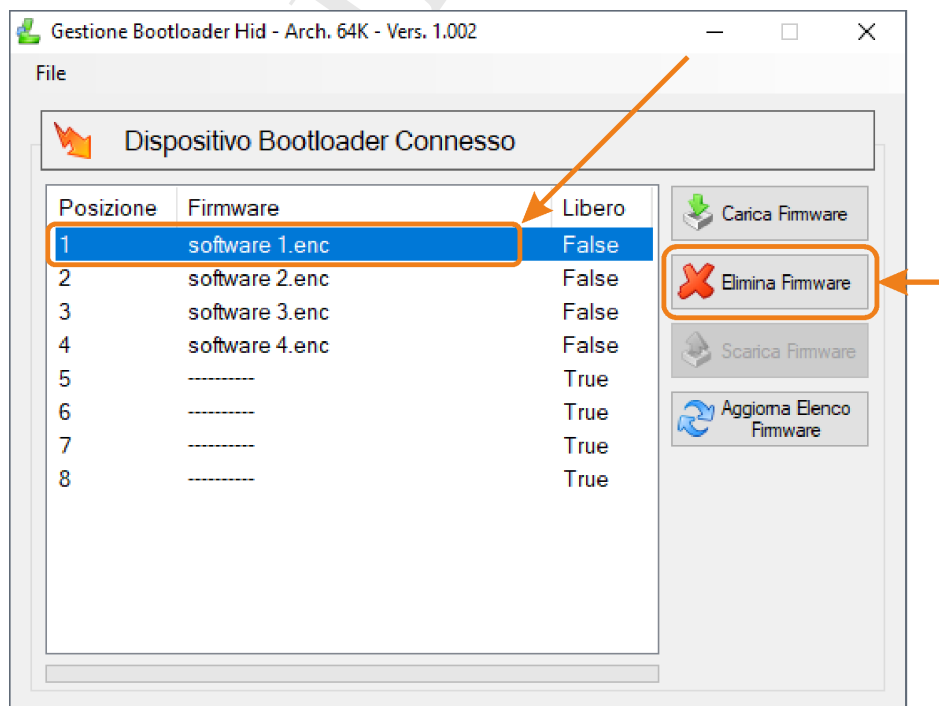 Gestione Bootloader Hid - Arch. 64K - Vers. 1.002
File
Dispositivo Bootloader Connesso
Posizione Firmware Libero
1 software 1.enc False
2 software 2.enc False
3 software 3.enc False
4 software 4.enc False
5 ---------- True
6 ---------- True
7 ---------- True
8 ---------- True
Carica Firmware
Elimina Firmware
Scarica Firmware
Aggiorna Elenco
Firmware